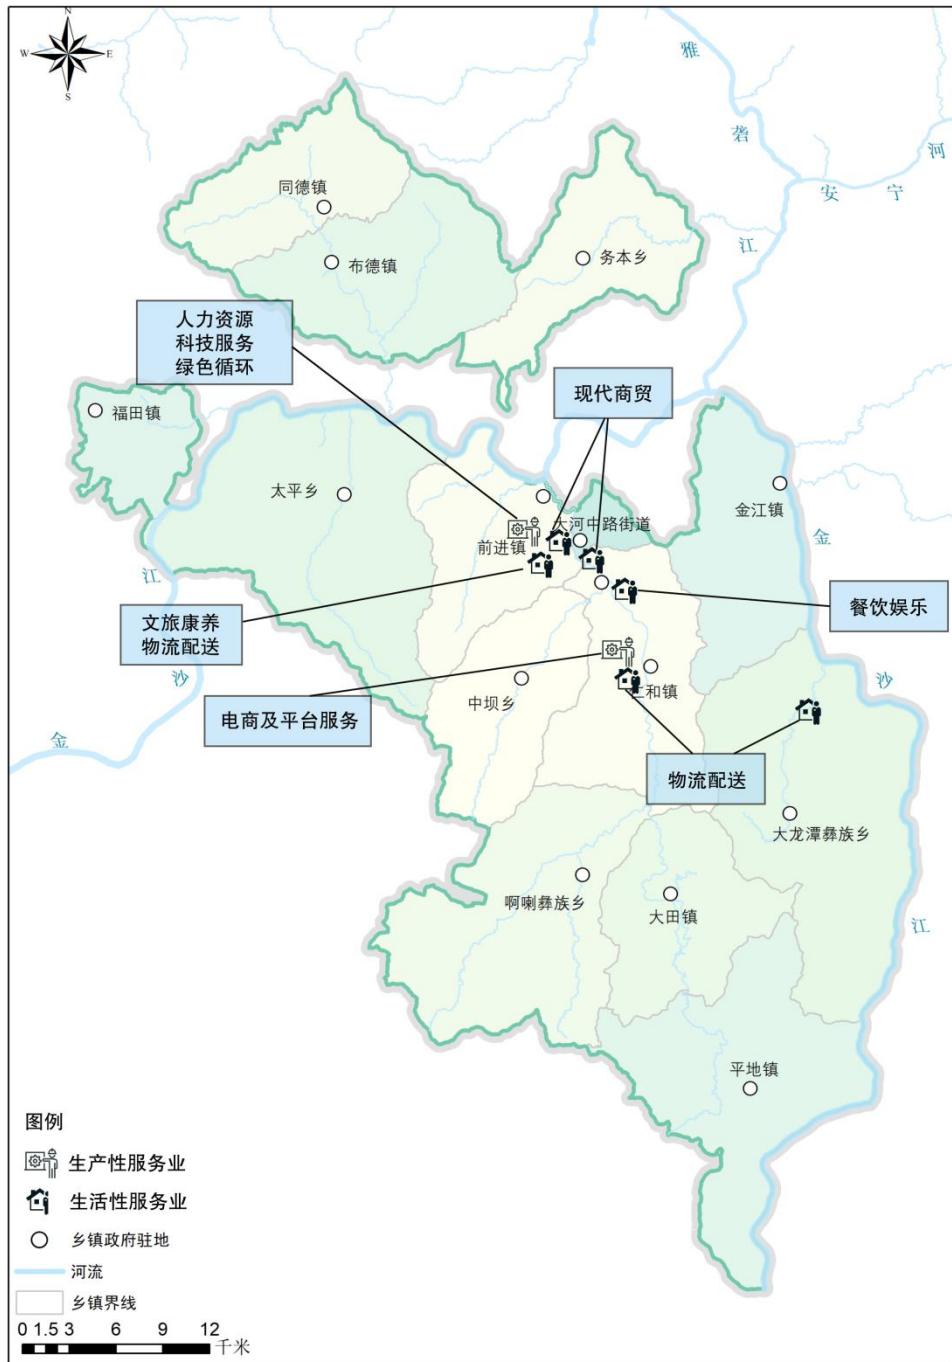 N
W
E
S
雅
砻
江
安
宁
河
同德镇
布德镇
务本乡
人力资源
科技服务
绿色循环
现代商贸
福田镇
太平乡
大河中路街道
前进镇
金江镇
金
沙
江
江
沙
金
文旅康养
物流配送
餐饮娱乐
中坝乡
仁和镇
电商及平台服务
物流配送
大龙潭彝族乡
啊喇彝族乡
大田镇
平地镇
图例
生产性服务业
生活性服务业
乡镇政府驻地
河流
乡镇界线
0 1.5 3 6 9 12
千米